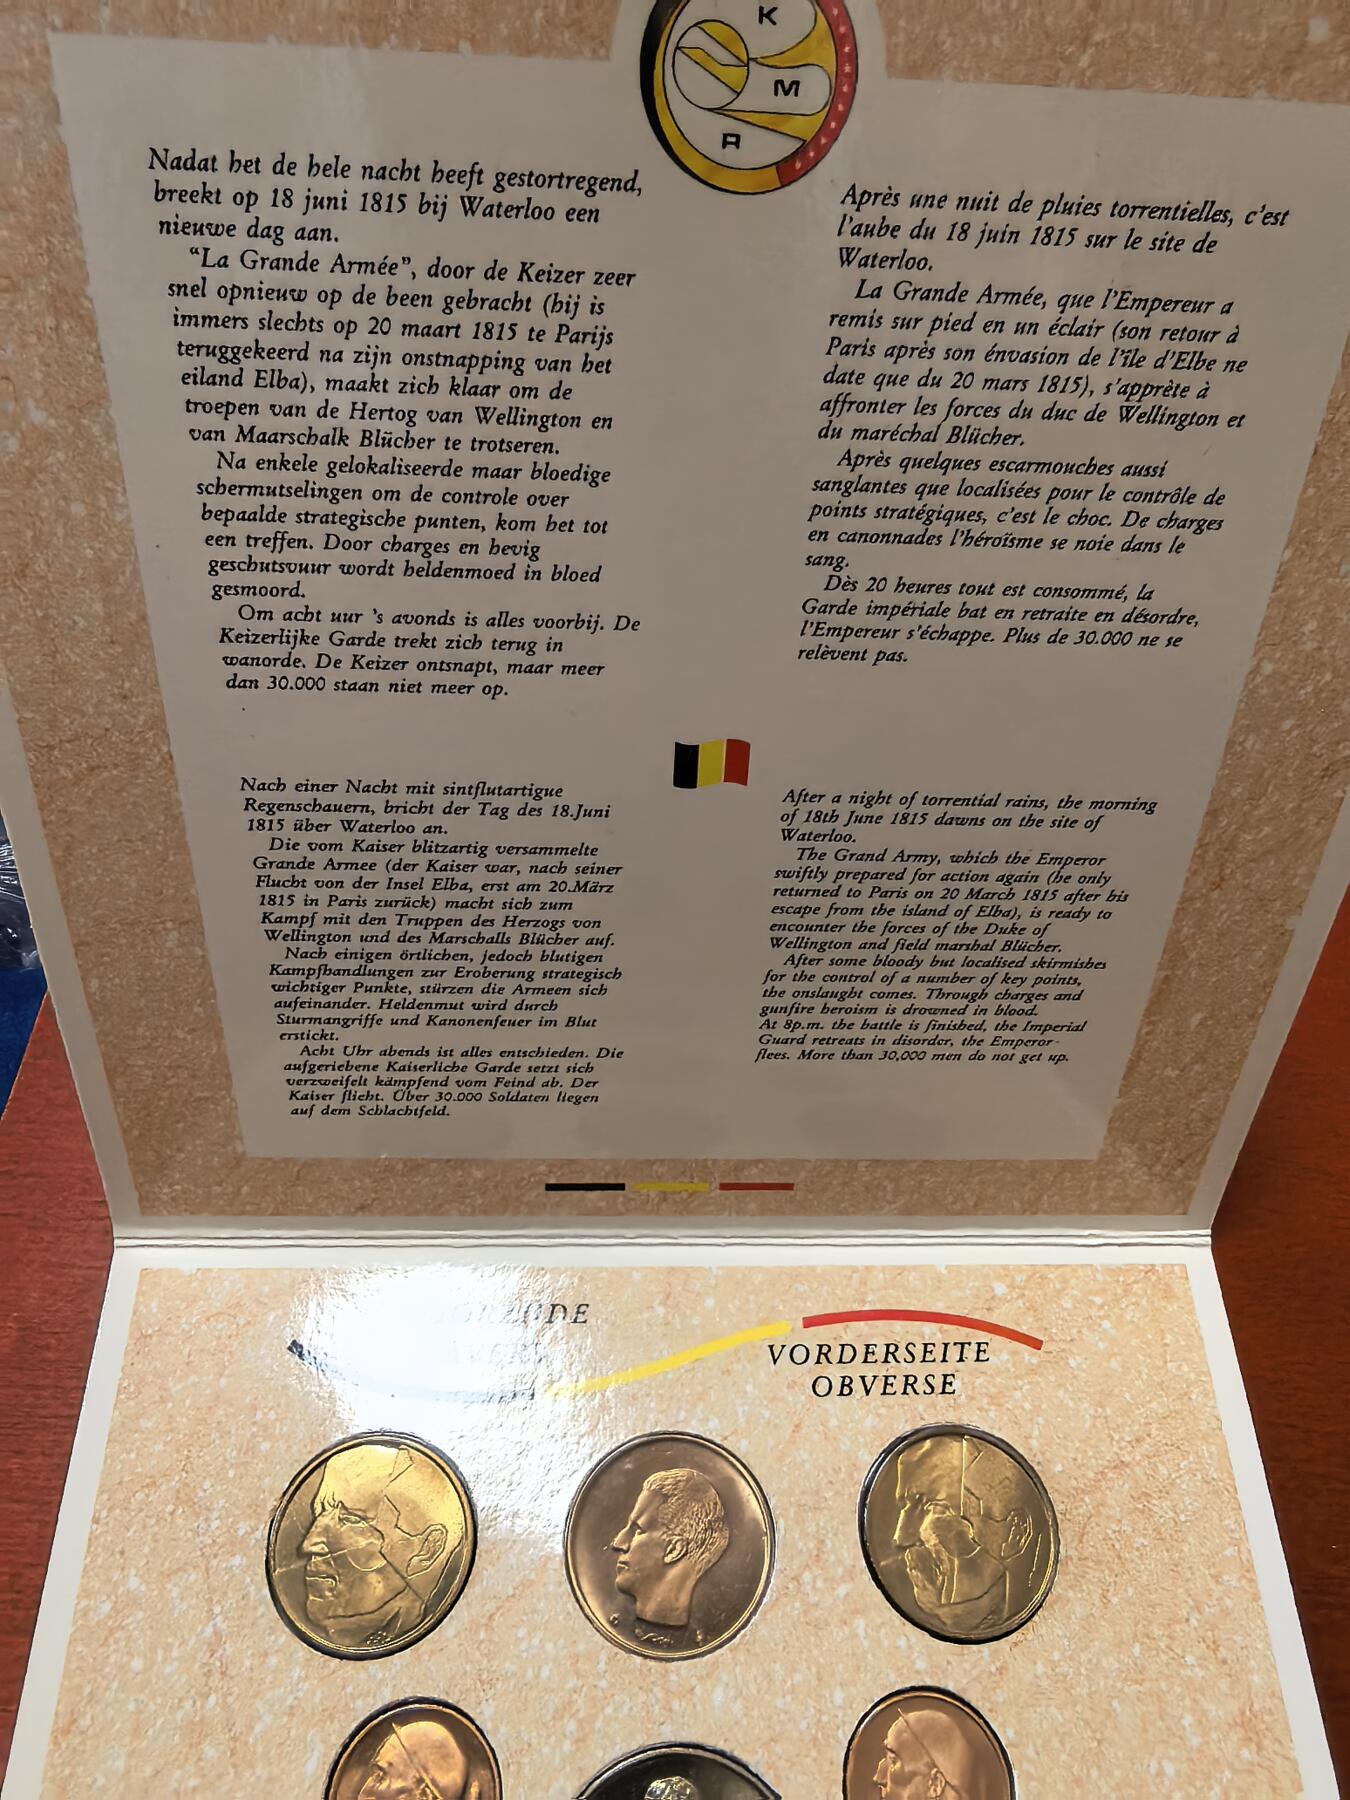 K
M
R
Nadat het de hele nacht heeft gestortregend,
breekt op 18 juni 1815 bij Waterloo een
nieuwe dag aan.
“La Grande Armée”, door de Keizer zeer
snel opnieuw op de been gebracht (hij is
immers slechts op 20 maart 1815 te Parijs
teruggekeerd na zijn onstnapping van het
eiland Elba), maakt zich klaar om de
troepen van de Hertog van Wellington en
van Maarschalk Blücher te trotseren.
Na enkele gelokaliseerde maar bloedige
schermutselingen om de controle over
bepaalde strategische punten, kom het tot
een treffen. Door charges en hevig
geschutsvuur wordt heldenmoed in bloed
gesmoord.
Om acht uur 's avonds is alles voorbij. De
Keizerlijke Garde trekt zich terug in
wanorde. De Keizer ontsnapt, maar meer
dan 30.000 staan niet meer op.
Après une nuit de pluies torrentielles, c'est
l'aube du 18 juin 1815 sur le site de
Waterloo.
La Grande Armée, que l'Empereur a
remis sur pied en un éclair (son retour à
Paris après son énvasion de l'île d'Elbe ne
date que du 20 mars 1815), s'apprète à
affronter les forces du duc de Wellington et
du maréchal Blücher.
Après quelques escarmouches aussi
sanglantes que localisées pour le contrôle de
points stratégiques, c'est le choc. De charges
en canonnades l'héroïsme se noie dans le
sang.
Dès 20 heures tout est consommé, la
Garde impériale bat en retraite en désordre,
l'Empereur s'échappe. Plus de 30.000 ne se
relèvent pas.
Nach einer Nacht mit sintflutartigue
Regenschauern, bricht der Tag des 18.Juni
1815 über Waterloo an.
Die vom Kaiser blitzartig versammelte
Grande Armee (der Kaiser war, nach seiner
Flucht von der Insel Elba, erst am 20.März
1815 in Paris zurück) macht sich zum
Kampf mit den Truppen des Herzogs von
Wellington und des Marschalls Blücher auf.
Nach einigen örtlichen, jedoch blutigen
Kampfhandlungen zur Eroberung strategisch
wichtiger Punkte, stürzen die Armeen sich
aufeinander. Heldenmut wird durch
Sturmangriffe und Kanonenfeuer im Blut
erstickt.
Acht Uhr abends ist alles entschieden. Die
aufgeriebene Kaiserliche Garde setzt sich
verzweifelt kämpfend vom Feind ab. Der
Kaiser flieht. Über 30.000 Soldaten liegen
auf dem Schlachtfeld.
After a night of torrential rains, the morning
of 18th June 1815 dawns on the site of
Waterloo.
The Grand Army, which the Emperor
swiftly prepared for action again (he only
returned to Paris on 20 March 1815 after his
escape from the island of Elba), is ready to
encounter the forces of the Duke of
Wellington and field marshal Blücher.
After some bloody but localised skirmishes
for the control of a number of key points,
the onslaught comes. Through charges and
gunfire heroism is drowned in blood.
At 8p.m. the battle is finished, the Imperial
Guard retreats in disorder, the Emperor
flees. More than 30,000 men do not get up.
VORDERSEITE
OBVERSE